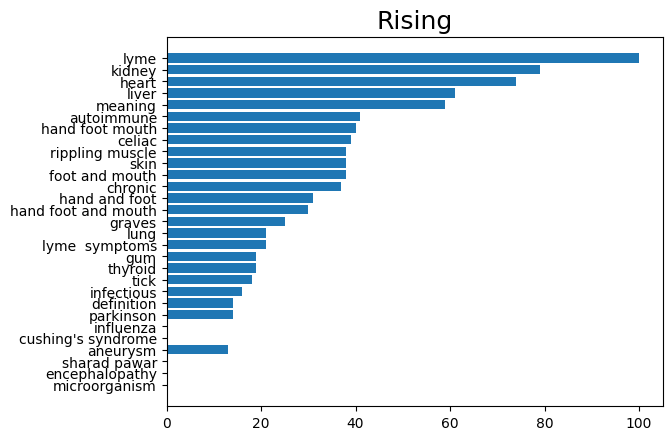 Rising
lyme
kidney
heart
liver
meaning
autoimmune
hand foot mouth
celiac
rippling muscle
skin
foot and mouth
chronic
hand and foot
hand foot and mouth
graves
lung
lyme  symptoms
gum
thyroid
tick
infectious
definition
parkinson
influenza
cushing's syndrome
aneurysm
sharad pawar
encephalopathy
microorganism
0 20 40 60 80 100